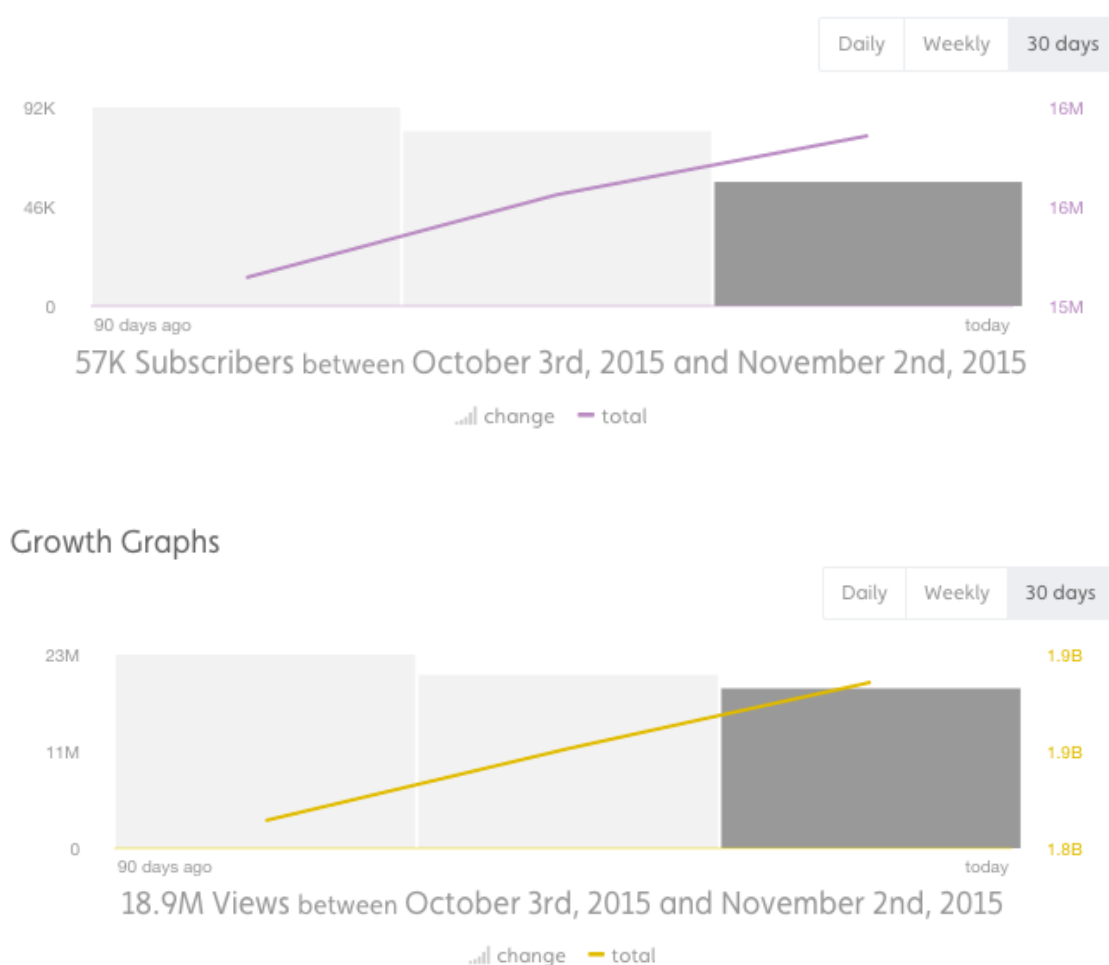 Daily Weekly 30 days
92K 16M
46K 16M
0 15M
90 days ago today
57K Subscribers between October 3rd, 2015 and November 2nd, 2015
change total
Growth Graphs
Daily Weekly 30 days
23M 1.9B
11M 1.9B
0 1.8B
90 days ago today
18.9M Views between October 3rd, 2015 and November 2nd, 2015
change total